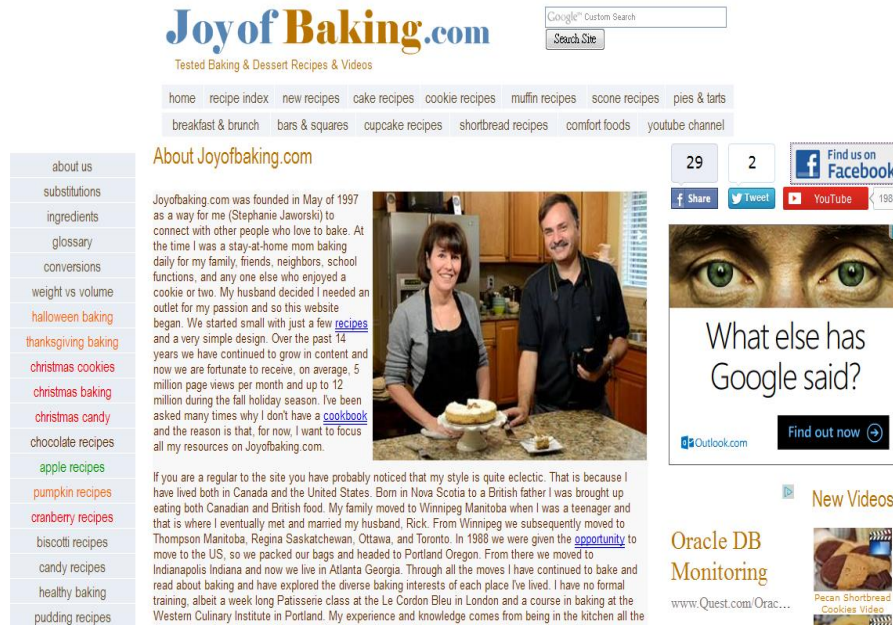 JoyofBaking.com
Tested Baking & Dessert Recipes & Videos
Google™ Custom Search
Search Site
home recipe index new recipes cake recipes cookie recipes muffin recipes scone recipes pies & tarts
breakfast & brunch bars & squares cupcake recipes shortbread recipes comfort foods youtube channel
about us
substitutions
ingredients
glossary
conversions
weight vs volume
halloween baking
thanksgiving baking
christmas cookies
christmas baking
christmas candy
chocolate recipes
apple recipes
pumpkin recipes
cranberry recipes
biscotti recipes
candy recipes
healthy baking
pudding recipes
About Joyofbaking.com
Joyofbaking.com was founded in May of 1997
as a way for me (Stephanie Jaworski) to
connect with other people who love to bake. At
the time I was a stay-at-home mom baking
daily for my family, friends, neighbors, school
functions, and any one else who enjoyed a
cookie or two. My husband decided I needed an
outlet for my passion and so this website
began. We started small with just a few recipes
and a very simple design. Over the past 14
years we have continued to grow in content and
now we are fortunate to receive, on average, 5
million page views per month and up to 12
million during the fall holiday season. I've been
asked many times why I don't have a cookbook
and the reason is that, for now, I want to focus
all my resources on Joyofbaking.com.
If you are a regular to the site you have probably noticed that my style is quite eclectic. That is because I
have lived both in Canada and the United States. Born in Nova Scotia to a British father I was brought up
eating both Canadian and British food. My family moved to Winnipeg Manitoba when I was a teenager and
that is where I eventually met and married my husband, Rick. From Winnipeg we subsequently moved to
Thompson Manitoba, Regina Saskatchewan, Ottawa, and Toronto. In 1988 we were given the opportunity to
move to the US, so we packed our bags and headed to Portland Oregon. From there we moved to
Indianapolis Indiana and now we live in Atlanta Georgia. Through all the moves I have continued to bake and
read about baking and have explored the diverse baking interests of each place I've lived. I have no formal
training, albeit a week long Patisserie class at the Le Cordon Bleu in London and a course in baking at the
Western Culinary Institute in Portland. My experience and knowledge comes from being in the kitchen all the
29 2
Find us on
Facebook
f Share Tweet YouTube 198
What else has
Google said?
Outlook.com Find out now
New Videos
Oracle DB
Monitoring
www.Quest.com/Orac...
Pecan Shortbread
Cookies Video